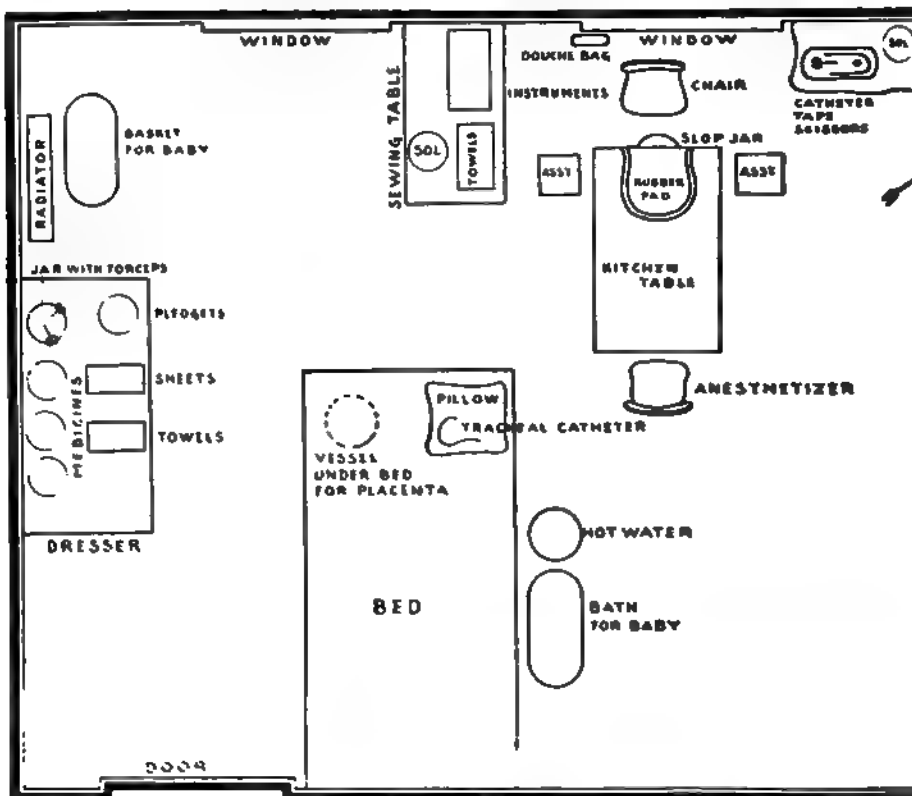 WINDOW
WINDOW
DOUCHE BAG
SOL
CHAIR
INSTRUMENTS
CATHETER
TAPE
SCISSORS
BASKET
FOR BABY
RADIATOR
SEWING TABLE
SOL
TOWELS
SLOP JAR
ASST
RUBBER
PAD
ASST
KITCHEN
TABLE
JAR WITH FORCEPS
PLEDGETS
SHEETS
MEDICINES
TOWELS
DRESSER
ANESTHETIZER
PILLOW
TRACHEAL CATHETER
VESSEL
UNDER BED
FOR PLACENTA
HOT WATER
BED
BATH
FOR BABY
DOOR